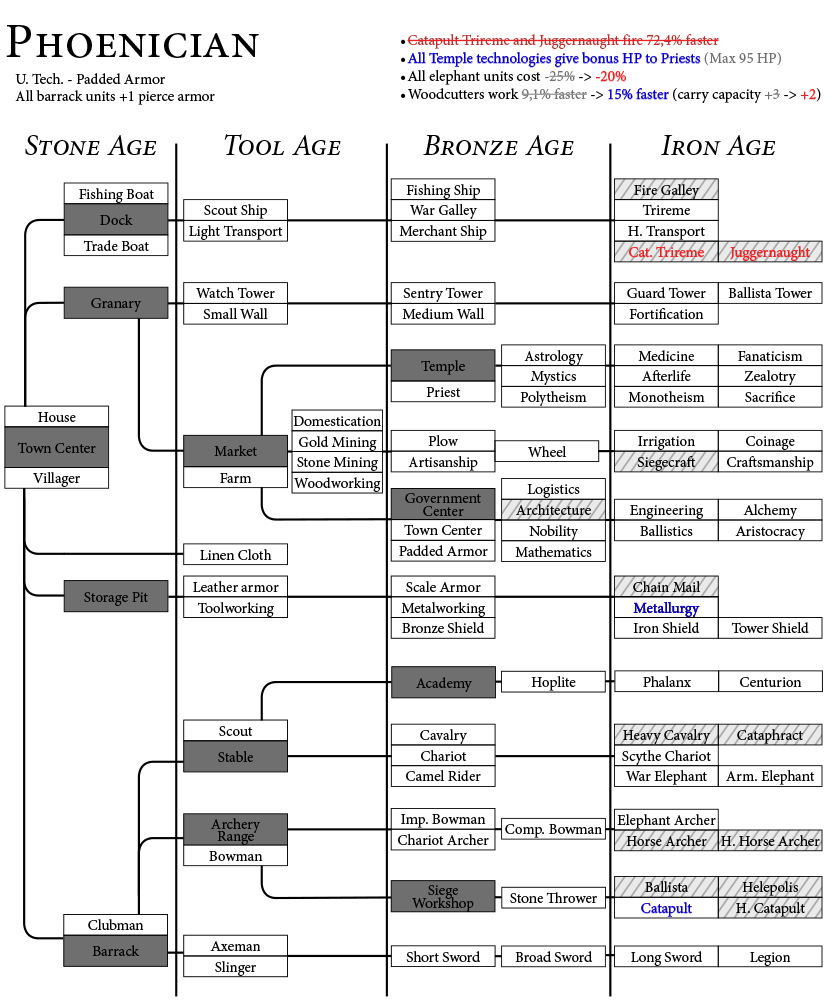 Phoenician
U. Tech. - Padded Armor
All barrack units +1 pierce armor
• Catapult Trireme and Juggernaught fire 72,4% faster
• All Temple technologies give bonus HP to Priests (Max 95 HP)
• All elephant units cost -25% -> -20%
• Woodcutters work 9,1% faster -> 15% faster (carry capacity +3 -> +2)
Stone Age
Tool Age
Bronze Age
Iron Age
Fishing Boat
Dock
Trade Boat
Scout Ship
Light Transport
Fishing Ship
War Galley
Merchant Ship
Fire Galley
Trireme
H. Transport
Cat. Trireme
Juggernaught
Granary
Watch Tower
Small Wall
Sentry Tower
Medium Wall
Guard Tower
Ballista Tower
Fortification
Temple
Priest
Astrology
Mystics
Polytheism
Medicine
Fanaticism
Afterlife
Zealotry
Monotheism
Sacrifice
House
Town Center
Villager
Market
Farm
Domestication
Gold Mining
Stone Mining
Woodworking
Plow
Artisanship
Wheel
Irrigation
Coinage
Siegecraft
Craftsmanship
Government
Center
Town Center
Padded Armor
Logistics
Architecture
Nobility
Mathematics
Engineering
Alchemy
Ballistics
Aristocracy
Linen Cloth
Storage Pit
Leather armor
Toolworking
Scale Armor
Metalworking
Bronze Shield
Chain Mail
Metallurgy
Iron Shield
Tower Shield
Academy
Hoplite
Phalanx
Centurion
Scout
Stable
Cavalry
Chariot
Camel Rider
Heavy Cavalry
Cataphract
Scythe Chariot
War Elephant
Arm. Elephant
Archery
Range
Bowman
Imp. Bowman
Chariot Archer
Comp. Bowman
Elephant Archer
Horse Archer
H. Horse Archer
Siege
Workshop
Stone Thrower
Ballista
Helepolis
Catapult
H. Catapult
Clubman
Barrack
Axeman
Slinger
Short Sword
Broad Sword
Long Sword
Legion